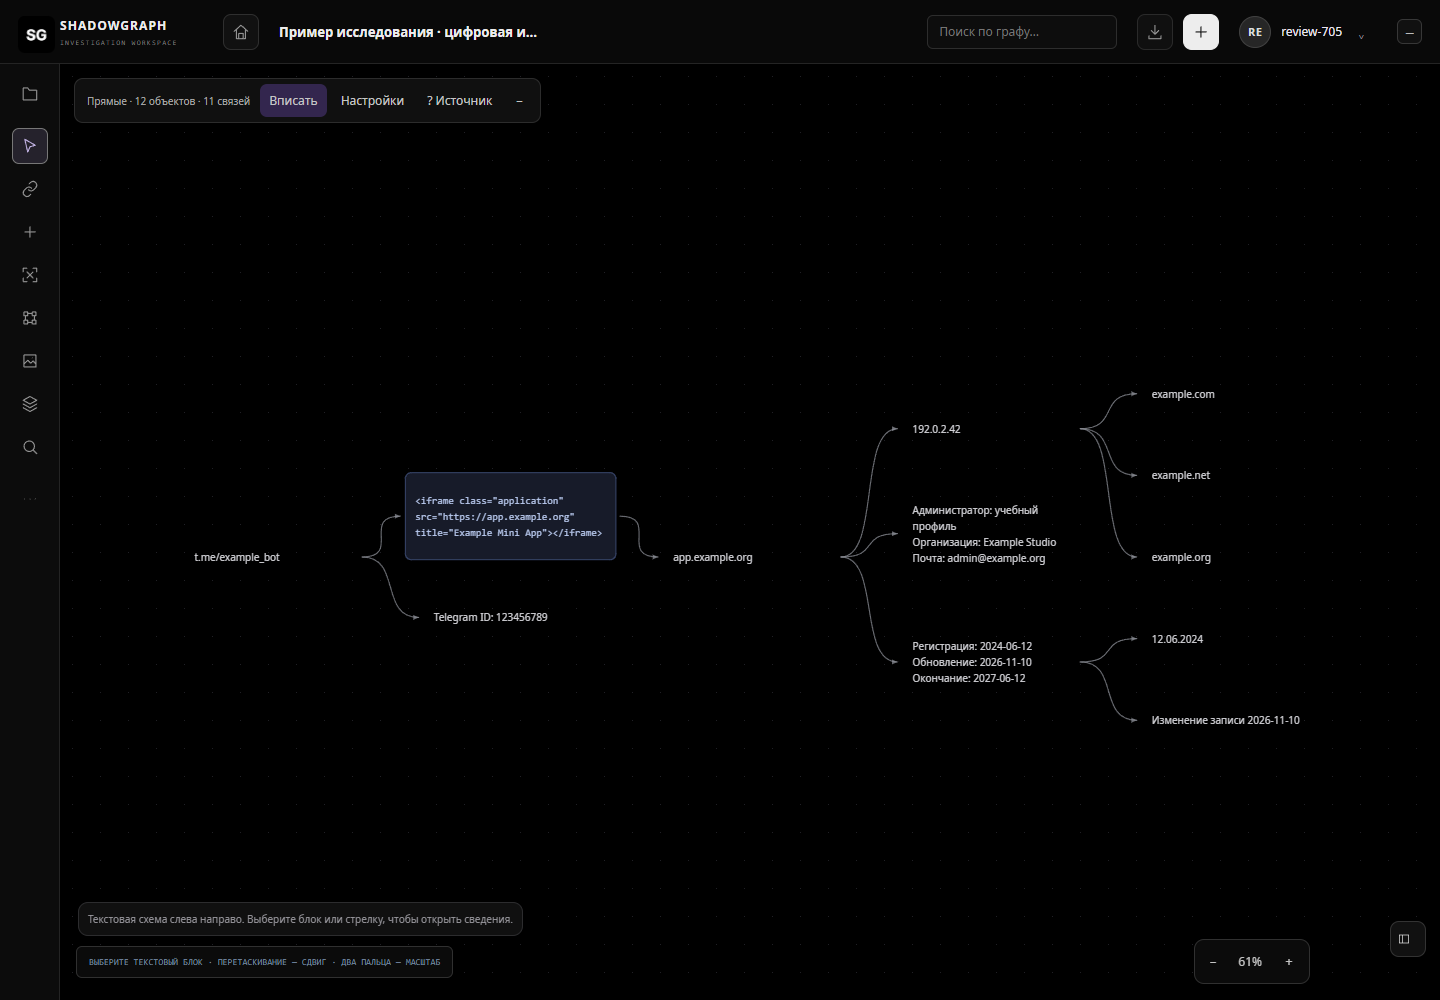 SG
SHADOWGRAPH
INVESTIGATION WORKSPACE
Пример исследования · цифровая и...
Поиск по графу...
+
RE
review-705
–
Прямые · 12 объектов · 11 связей
Вписать
Настройки
? Источник
–
t.me/example_bot
<iframe class="application"
src="https://app.example.org"
title="Example Mini App"></iframe>
Telegram ID: 123456789
app.example.org
192.0.2.42
Администратор: учебный
профиль
Организация: Example Studio
Почта: admin@example.org
Регистрация: 2024-06-12
Обновление: 2026-11-10
Окончание: 2027-06-12
example.com
example.net
example.org
12.06.2024
Изменение записи 2026-11-10
Текстовая схема слева направо. Выберите блок или стрелку, чтобы открыть сведения.
ВЫБЕРИТЕ ТЕКСТОВЫЙ БЛОК · ПЕРЕТАСКИВАНИЕ — СДВИГ · ДВА ПАЛЬЦА — МАСШТАБ
– 61% +